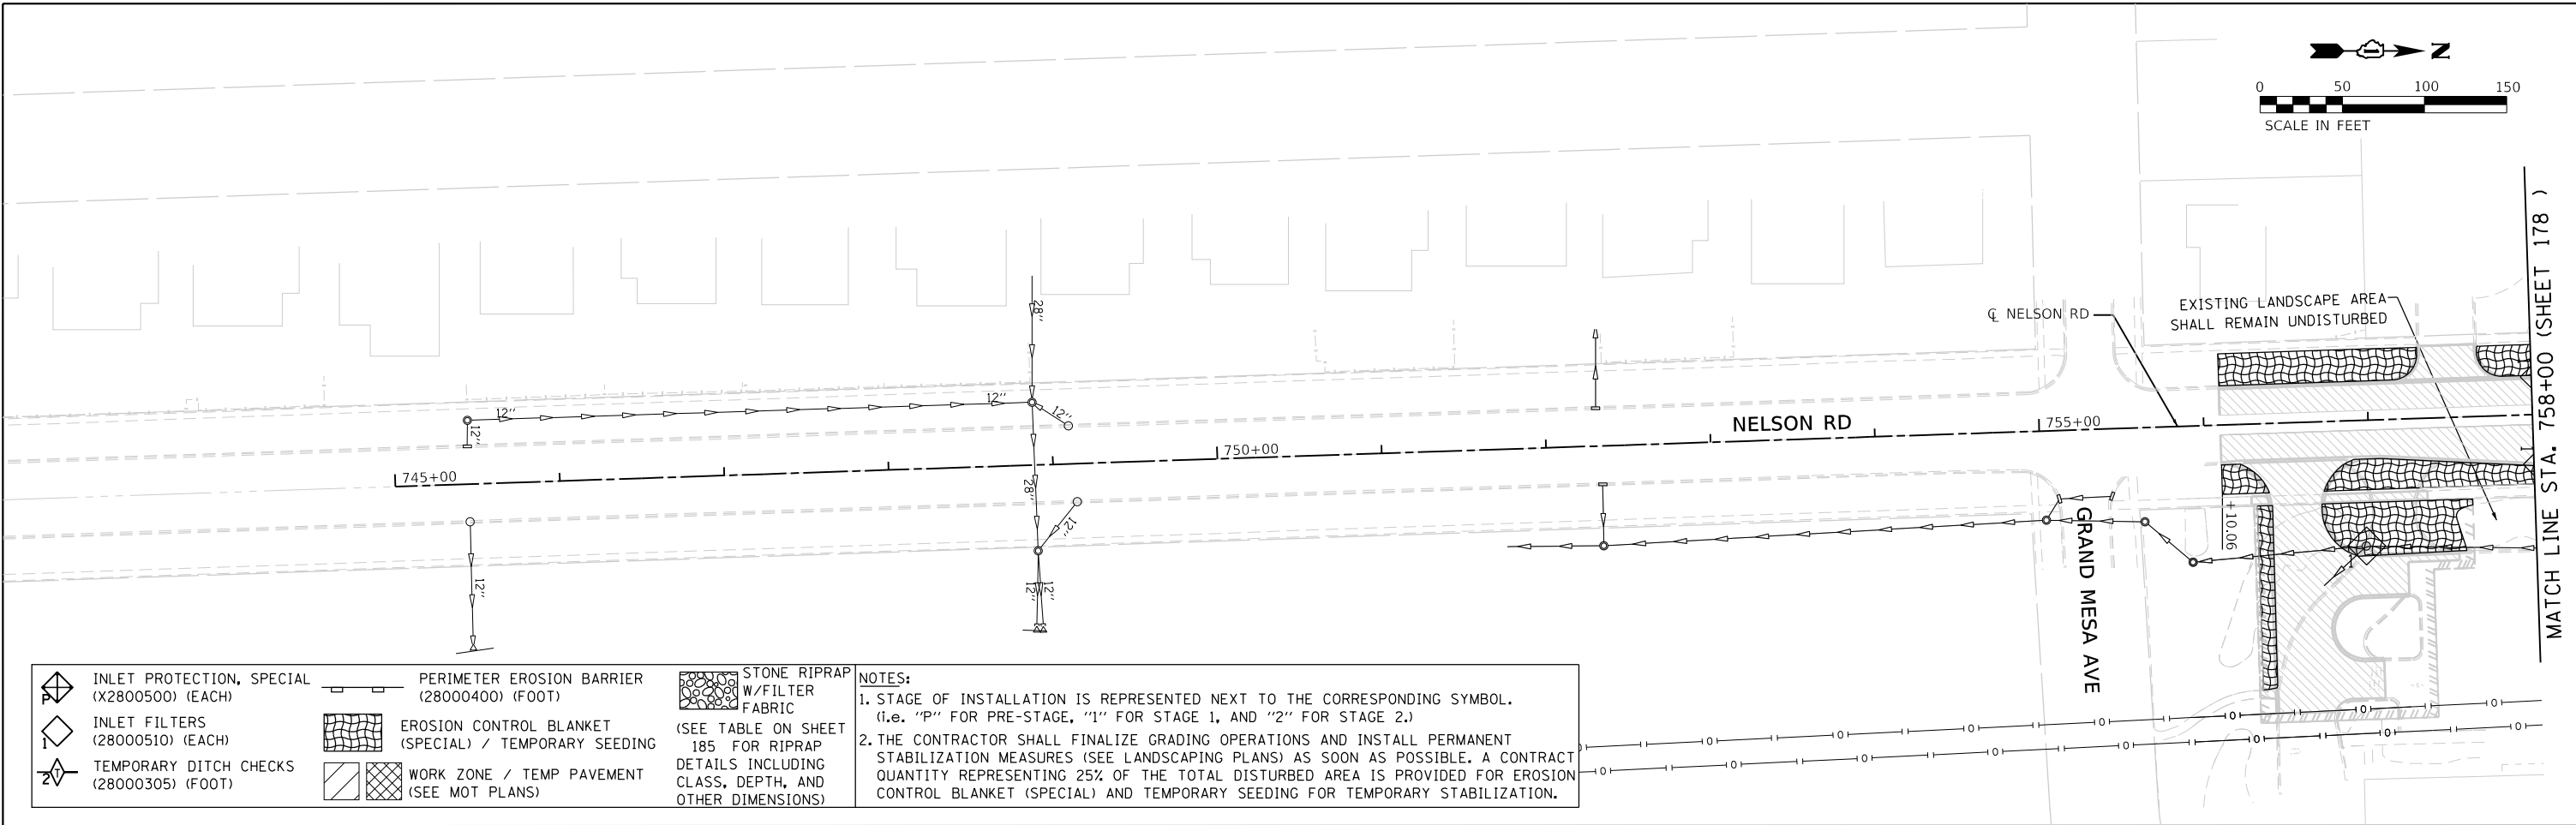 N
0 50 100 150
SCALE IN FEET
MATCH LINE STA. 758+00 (SHEET 178 )
EXISTING LANDSCAPE AREA
SHALL REMAIN UNDISTURBED
℄ NELSON RD
28"
12"
12"
12"
12"
NELSON RD
755+00
750+00
745+00
28"
12"
12"
12"
12"
+10.06
1
1
GRAND MESA AVE
P
INLET PROTECTION, SPECIAL
(X2800500) (EACH)
1
INLET FILTERS
(28000510) (EACH)
2
T
TEMPORARY DITCH CHECKS
(28000305) (FOOT)
PERIMETER EROSION BARRIER
(28000400) (FOOT)
EROSION CONTROL BLANKET
(SPECIAL) / TEMPORARY SEEDING
WORK ZONE / TEMP PAVEMENT
(SEE MOT PLANS)
STONE RIPRAP
W/FILTER
FABRIC
(SEE TABLE ON SHEET
185 FOR RIPRAP
DETAILS INCLUDING
CLASS, DEPTH, AND
OTHER DIMENSIONS)
NOTES:
1. STAGE OF INSTALLATION IS REPRESENTED NEXT TO THE CORRESPONDING SYMBOL.
(i.e. "P" FOR PRE-STAGE, "1" FOR STAGE 1, AND "2" FOR STAGE 2.)
2. THE CONTRACTOR SHALL FINALIZE GRADING OPERATIONS AND INSTALL PERMANENT
STABILIZATION MEASURES (SEE LANDSCAPING PLANS) AS SOON AS POSSIBLE. A CONTRACT
QUANTITY REPRESENTING 25% OF THE TOTAL DISTURBED AREA IS PROVIDED FOR EROSION
CONTROL BLANKET (SPECIAL) AND TEMPORARY SEEDING FOR TEMPORARY STABILIZATION.